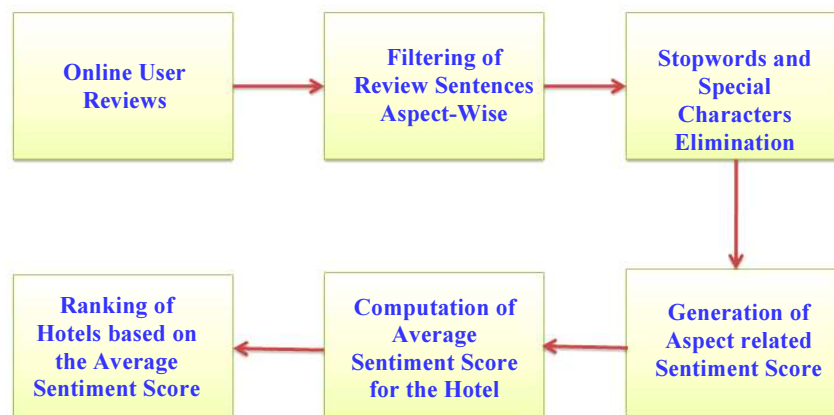 Online User
Reviews
Filtering of
Review Sentences
Aspect-Wise
Stopwords and
Special
Characters
Elimination
Generation of
Aspect related
Sentiment Score
Computation of
Average
Sentiment Score
for the Hotel
Ranking of
Hotels based on
the Average
Sentiment Score